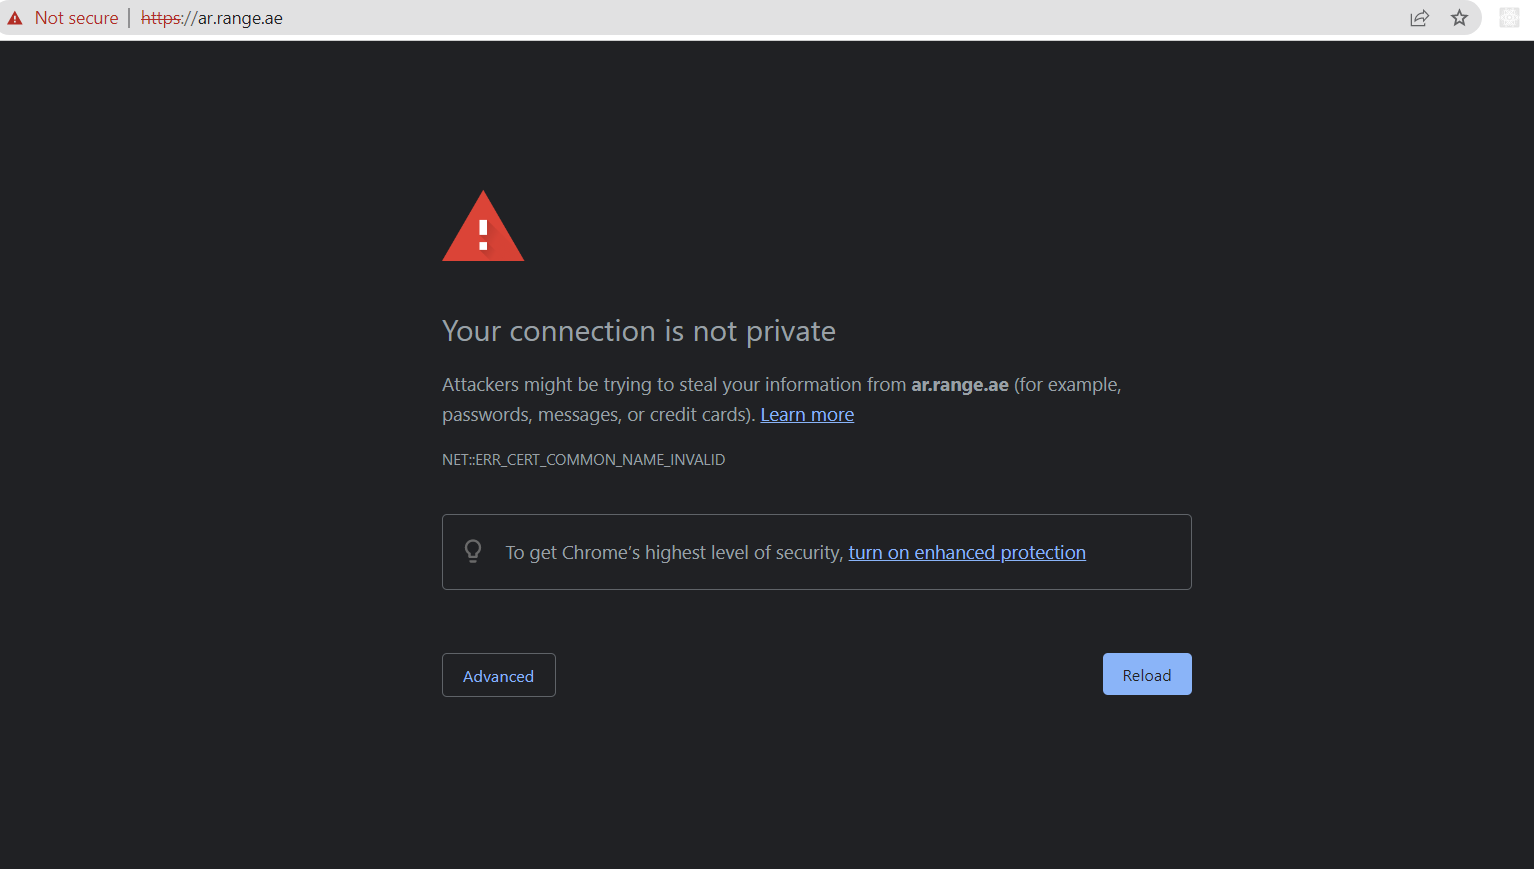 Not secure | https://ar.range.ae
Your connection is not private
Attackers might be trying to steal your information from ar.range.ae (for example,
passwords, messages, or credit cards). Learn more
NET::ERR_CERT_COMMON_NAME_INVALID
To get Chrome's highest level of security, turn on enhanced protection
Advanced
Reload